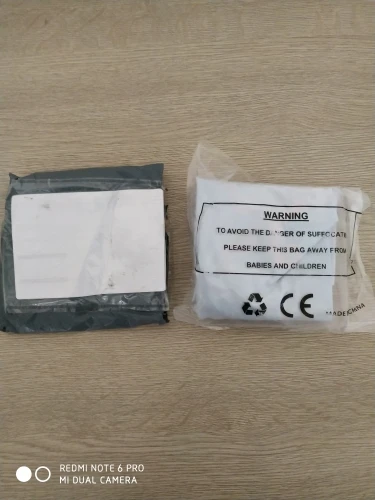 WARNING
TO AVOID THE DANGER OF SUFFOCATE
PLEASE KEEP THIS BAG AWAY FROM
BABIES AND CHILDREN
CE
MADE CHINA
REDMI NOTE 6 PRO
MI DUAL CAMERA